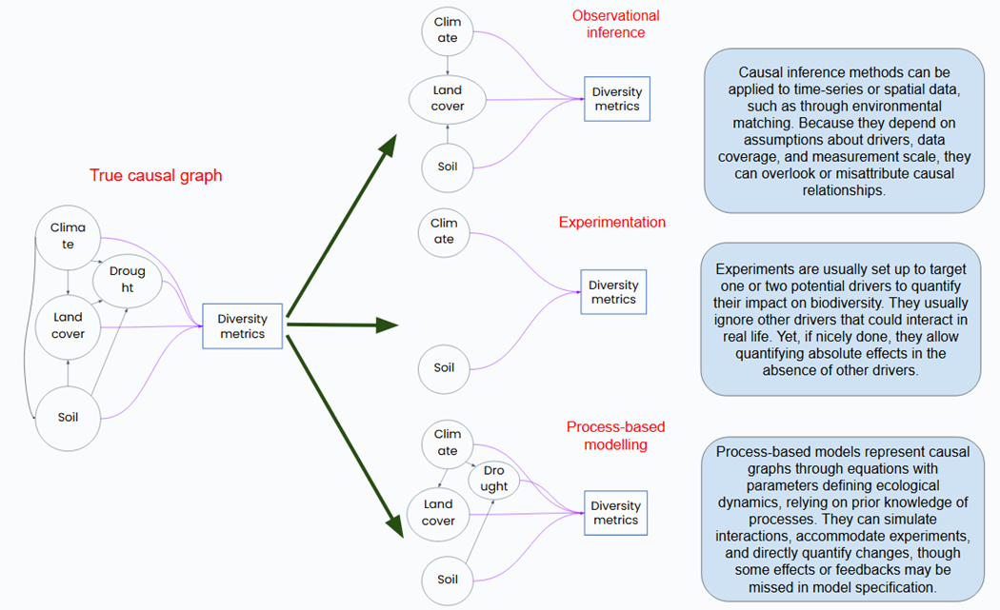 True causal graph
Clima
te
Droug
ht
Land
cover
Soil
Diversity
metrics
Observational
inference
Clim
ate
Land
cover
Soil
Diversity
metrics
Causal inference methods can be
applied to time-series or spatial data,
such as through environmental
matching. Because they depend on
assumptions about drivers, data
coverage, and measurement scale, they
can overlook or misattribute causal
relationships.
Experimentation
Clim
ate
Soil
Diversity
metrics
Experiments are usually set up to target
one or two potential drivers to quantify
their impact on biodiversity. They usually
ignore other drivers that could interact in
real life. Yet, if nicely done, they allow
quantifying absolute effects in the
absence of other drivers.
Process-based
modelling
Clim
ate
Dro
ught
Land
cover
Soil
Diversity
metrics
Process-based models represent causal
graphs through equations with
parameters defining ecological
dynamics, relying on prior knowledge of
processes. They can simulate
interactions, accommodate experiments,
and directly quantify changes, though
some effects or feedbacks may be
missed in model specification.